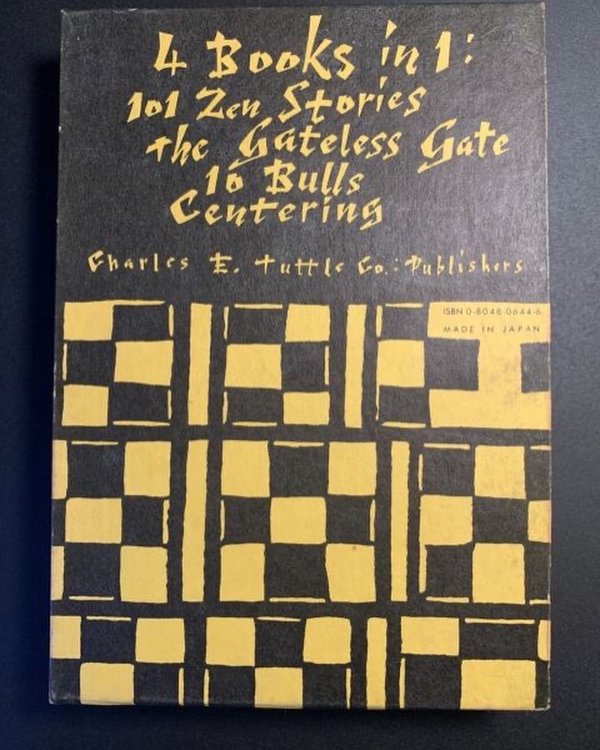 4 Books in 1:
101 Zen Stories
The Gateless Gate
10 Bulls
Centering
Charles E. Tuttle Co.: Publishers
ISBN 0-8048-0644-6
MADE IN JAPAN